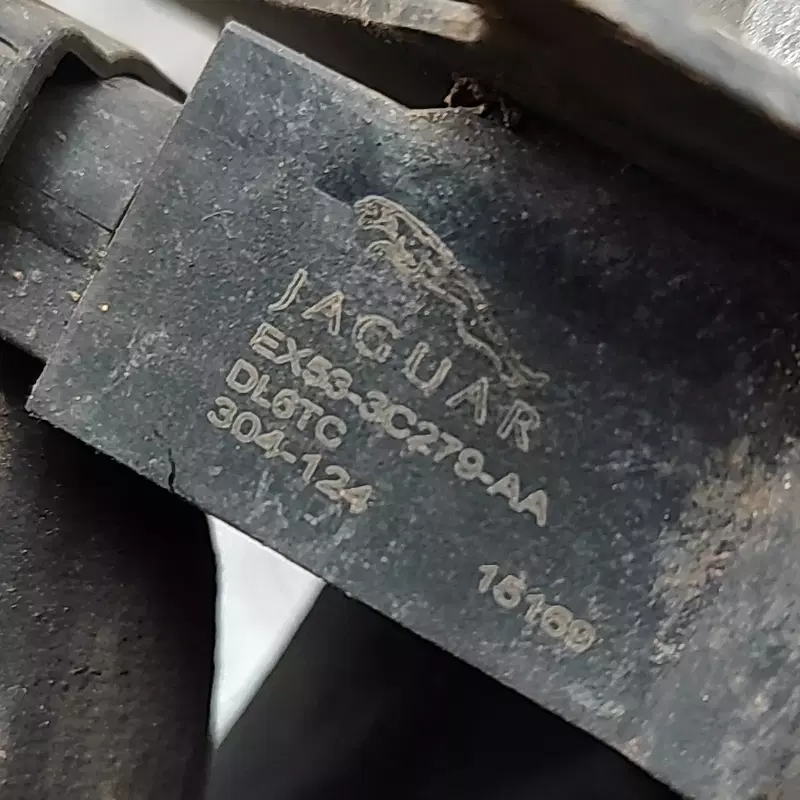 JAGUAR
EX53-3C279-AA
DL6TC
304-124
15169